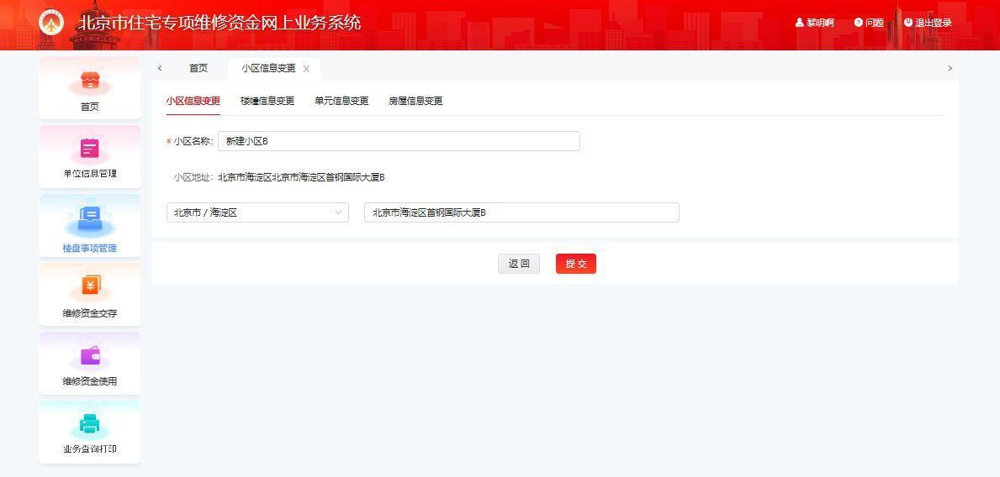 北京市住宅专项维修资金网上业务系统
黎明啊 问题 退出登录
首页 小区信息变更
小区信息变更 楼幢信息变更 单元信息变更 房屋信息变更
* 小区名称: 新建小区B
小区地址: 北京市海淀区北京市海淀区首钢国际大厦B
北京市 / 海淀区 北京市海淀区首钢国际大厦B
返 回 提 交
首页
单位信息管理
楼盘事项管理
维修资金交存
维修资金使用
业务查询打印